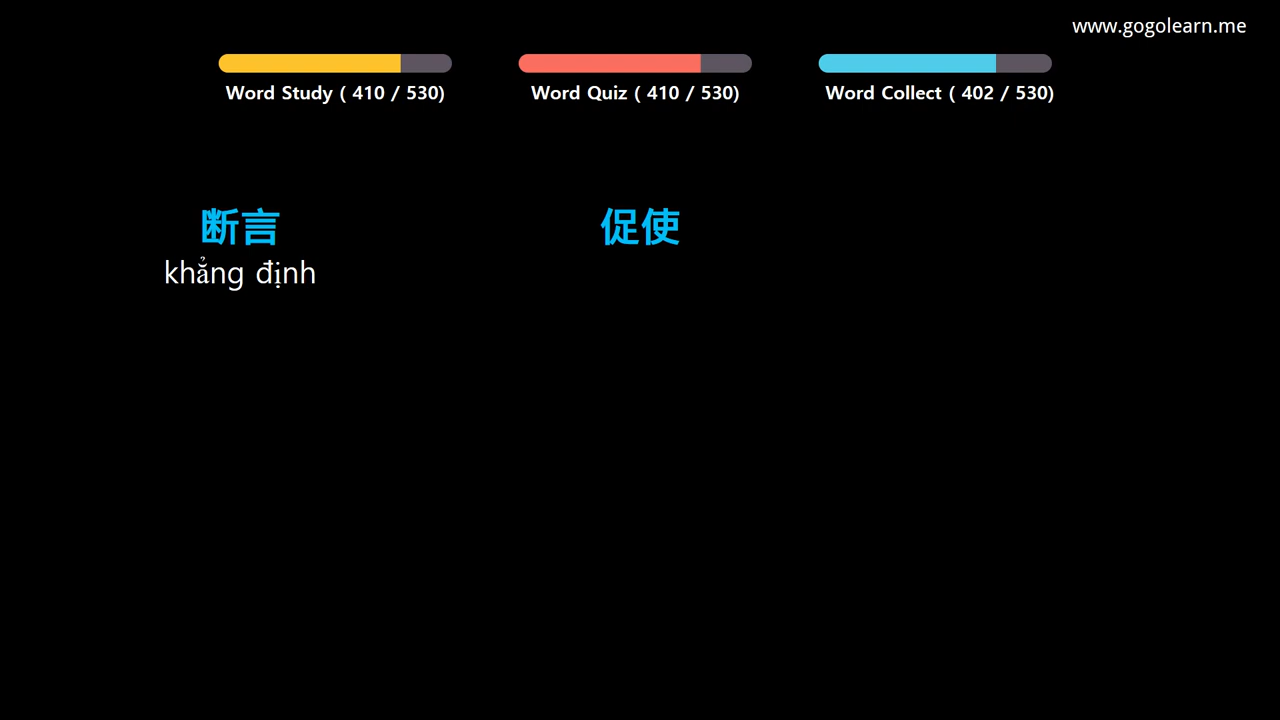 www.gogolearn.me
Word Study ( 410 / 530)
Word Quiz ( 410 / 530)
Word Collect ( 402 / 530)
断言
khẳng định
促使